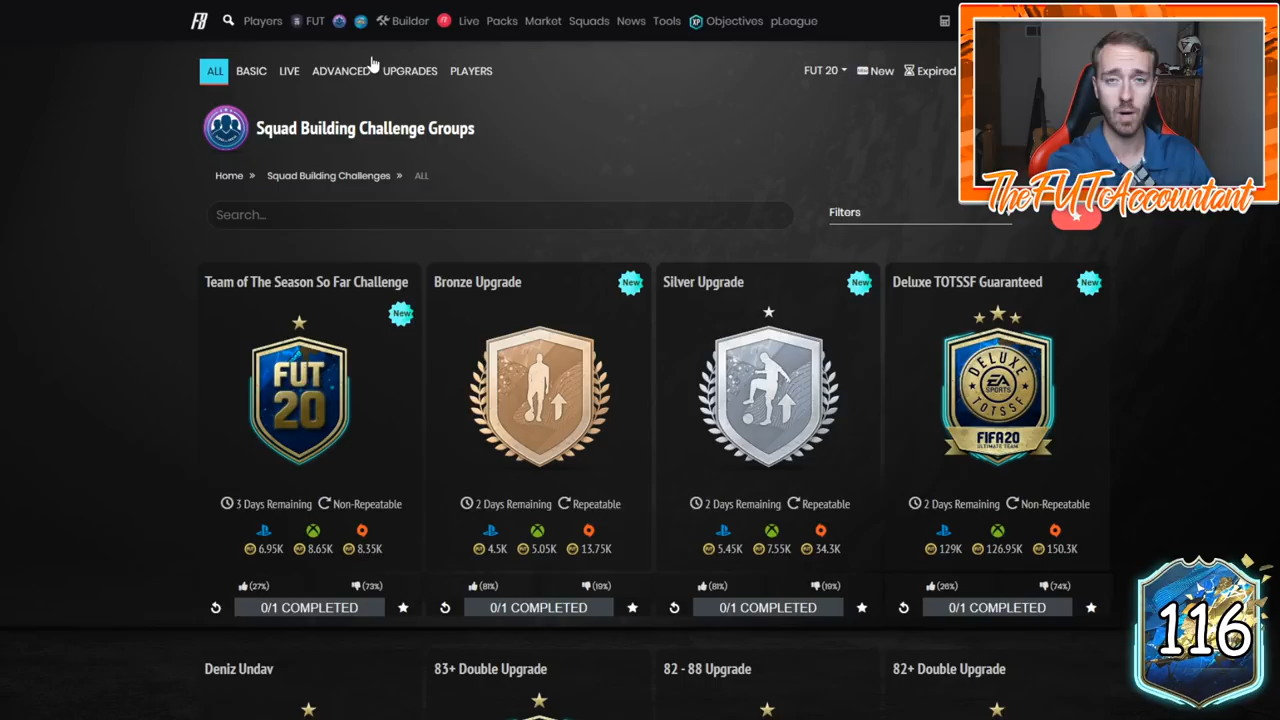 FB Players FUT Builder Live Packs Market Squads News Tools XP Objectives pLeague
ALL BASIC LIVE ADVANCED UPGRADES PLAYERS FUT 20 New Expired
Squad Building Challenge Groups
Home » Squad Building Challenges » ALL
Search...
Filters
TheFUTAccountant
Team of The Season So Far Challenge
New
FUT
20
3 Days Remaining Non-Repeatable
6.95K 8.65K 8.35K
(27%) (73%)
0/1 COMPLETED
Bronze Upgrade
New
2 Days Remaining Repeatable
4.5K 5.05K 13.75K
(81%) (19%)
0/1 COMPLETED
Silver Upgrade
New
2 Days Remaining Repeatable
5.45K 7.55K 34.3K
(81%) (19%)
0/1 COMPLETED
Deluxe TOTSSF Guaranteed
New
DELUXE
EA
SPORTS
TOTSSF
FIFA20
ULTIMATE TEAM
2 Days Remaining Non-Repeatable
129K 126.95K 150.3K
(26%) (74%)
0/1 COMPLETED
116
Deniz Undav
83+ Double Upgrade
82 - 88 Upgrade
82+ Double Upgrade